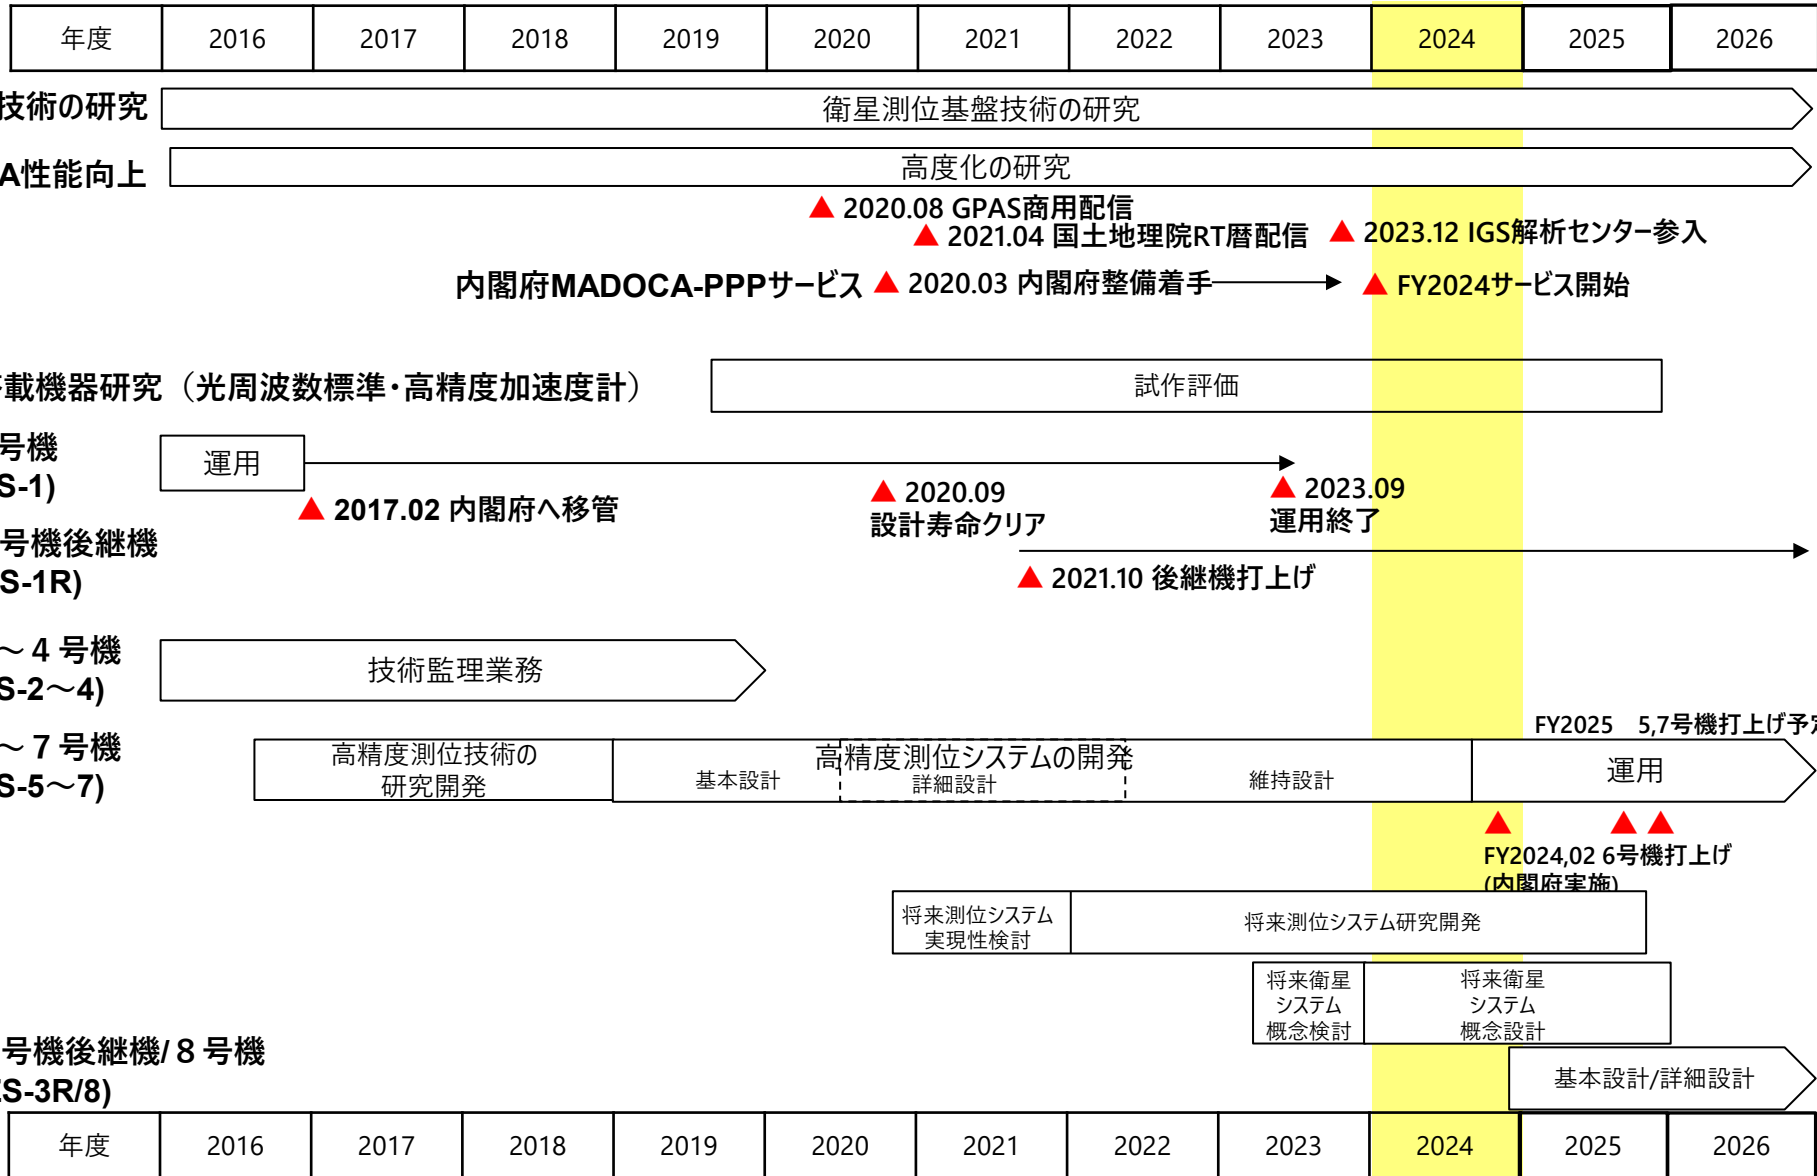 年度 2016 2017 2018 2019 2020 2021 2022 2023 2024 2025 2026
技術の研究 衛星測位基盤技術の研究
A性能向上 高度化の研究
▲ 2020.08 GPAS商用配信
▲ 2021.04 国土地理院RT暦配信 ▲ 2023.12 IGS解析センター参入
内閣府MADOCA-PPPサービス ▲ 2020.03 内閣府整備着手 ▲ FY2024サービス開始
載機器研究（光周波数標準・高精度加速度計） 試作評価
号機
S-1)
運用
▲ 2017.02 内閣府へ移管
▲ 2020.09
設計寿命クリア
▲ 2023.09
運用終了
号機後継機
S-1R)
▲ 2021.10 後継機打上げ
～４号機
S-2～4)
技術監理業務
FY2025 5,7号機打上げ予定
～７号機
S-5～7)
高精度測位技術の
研究開発
高精度測位システムの開発
基本設計 詳細設計 維持設計
運用
▲ ▲ ▲
FY2024,02 6号機打上げ
(内閣府実施)
将来測位システム
実現性検討
将来測位システム研究開発
将来衛星
システム
概念検討
将来衛星
システム
概念設計
号機後継機/８号機
ZS-3R/8)
基本設計/詳細設計
年度 2016 2017 2018 2019 2020 2021 2022 2023 2024 2025 2026